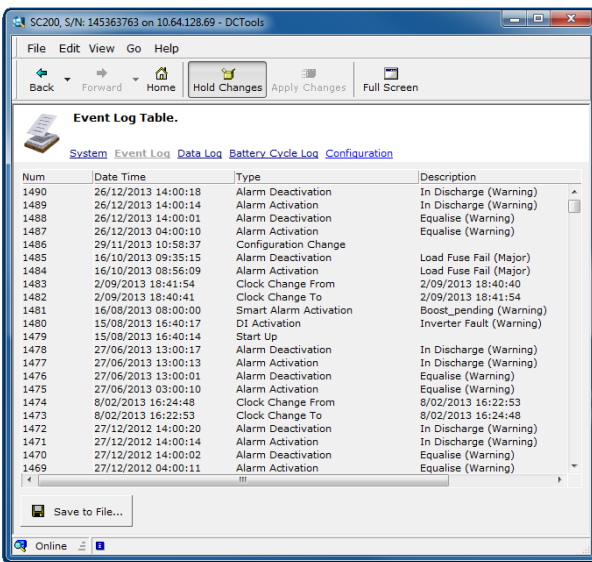 SC200, S/N: 145363763 on 10.64.128.69 - DCTools
File Edit View Go Help
Back Forward Home Hold Changes Apply Changes Full Screen
Event Log Table.
System Event Log Data Log Battery Cycle Log Configuration
Num Date Time Type Description
1490 26/12/2013 14:00:18 Alarm Deactivation In Discharge (Warning)
1489 26/12/2013 14:00:14 Alarm Activation In Discharge (Warning)
1488 26/12/2013 14:00:01 Alarm Deactivation Equalise (Warning)
1487 26/12/2013 04:00:10 Alarm Activation Equalise (Warning)
1486 29/11/2013 10:58:37 Configuration Change
1485 16/10/2013 09:35:15 Alarm Deactivation Load Fuse Fail (Major)
1484 16/10/2013 08:56:09 Alarm Activation Load Fuse Fail (Major)
1483 2/09/2013 18:41:54 Clock Change From 2/09/2013 18:40:40
1482 2/09/2013 18:40:41 Clock Change To 2/09/2013 18:41:54
1481 16/08/2013 08:00:00 Smart Alarm Activation Boost_pending (Warning)
1480 15/08/2013 16:40:17 DI Activation Inverter Fault (Warning)
1479 15/08/2013 16:40:14 Start Up
1478 27/06/2013 13:00:17 Alarm Deactivation In Discharge (Warning)
1477 27/06/2013 13:00:13 Alarm Activation In Discharge (Warning)
1476 27/06/2013 13:00:01 Alarm Deactivation Equalise (Warning)
1475 27/06/2013 03:00:10 Alarm Activation Equalise (Warning)
1474 8/02/2013 16:24:48 Clock Change From 8/02/2013 16:22:53
1473 8/02/2013 16:22:53 Clock Change To 8/02/2013 16:24:48
1472 27/12/2012 14:00:20 Alarm Deactivation In Discharge (Warning)
1471 27/12/2012 14:00:14 Alarm Activation In Discharge (Warning)
1470 27/12/2012 14:00:02 Alarm Deactivation Equalise (Warning)
1469 27/12/2012 04:00:11 Alarm Activation Equalise (Warning)
Save to File...
Online